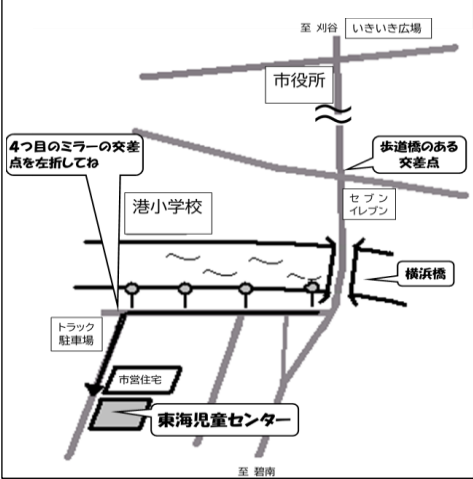 至 刈谷
いきいき広場
市役所
4つ目のミラーの交差
点を左折してね
歩道橋のある
交差点
港小学校
セブン
イレブン
横浜橋
トラック
駐車場
市営住宅
東海児童センター
至 碧南